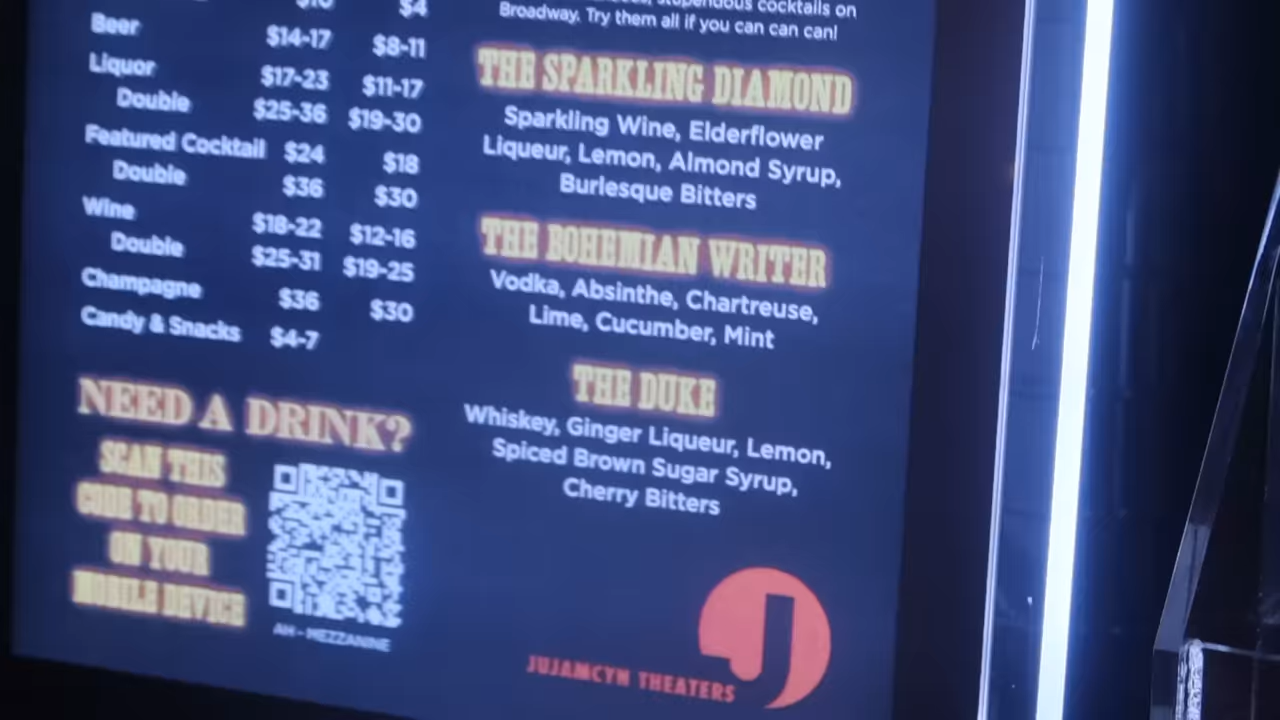 $10 $4
Beer $14-17 $8-11
Liquor $17-23 $11-17
Double $25-36 $19-30
Featured Cocktail $24 $18
Double $36 $30
Wine $18-22 $12-16
Double $25-31 $19-25
Champagne $36 $30
Candy & Snacks $4-7
NEED A DRINK?
SCAN THIS
CODE TO ORDER
ON YOUR
MOBILE DEVICE
AH - MEZZANINE
cocktails on
Broadway. Try them all if you can can can!
THE SPARKLING DIAMOND
Sparkling Wine, Elderflower
Liqueur, Lemon, Almond Syrup,
Burlesque Bitters
THE BOHEMIAN WRITER
Vodka, Absinthe, Chartreuse,
Lime, Cucumber, Mint
THE DUKE
Whiskey, Ginger Liqueur, Lemon,
Spiced Brown Sugar Syrup,
Cherry Bitters
J
JUJAMCYN THEATERS